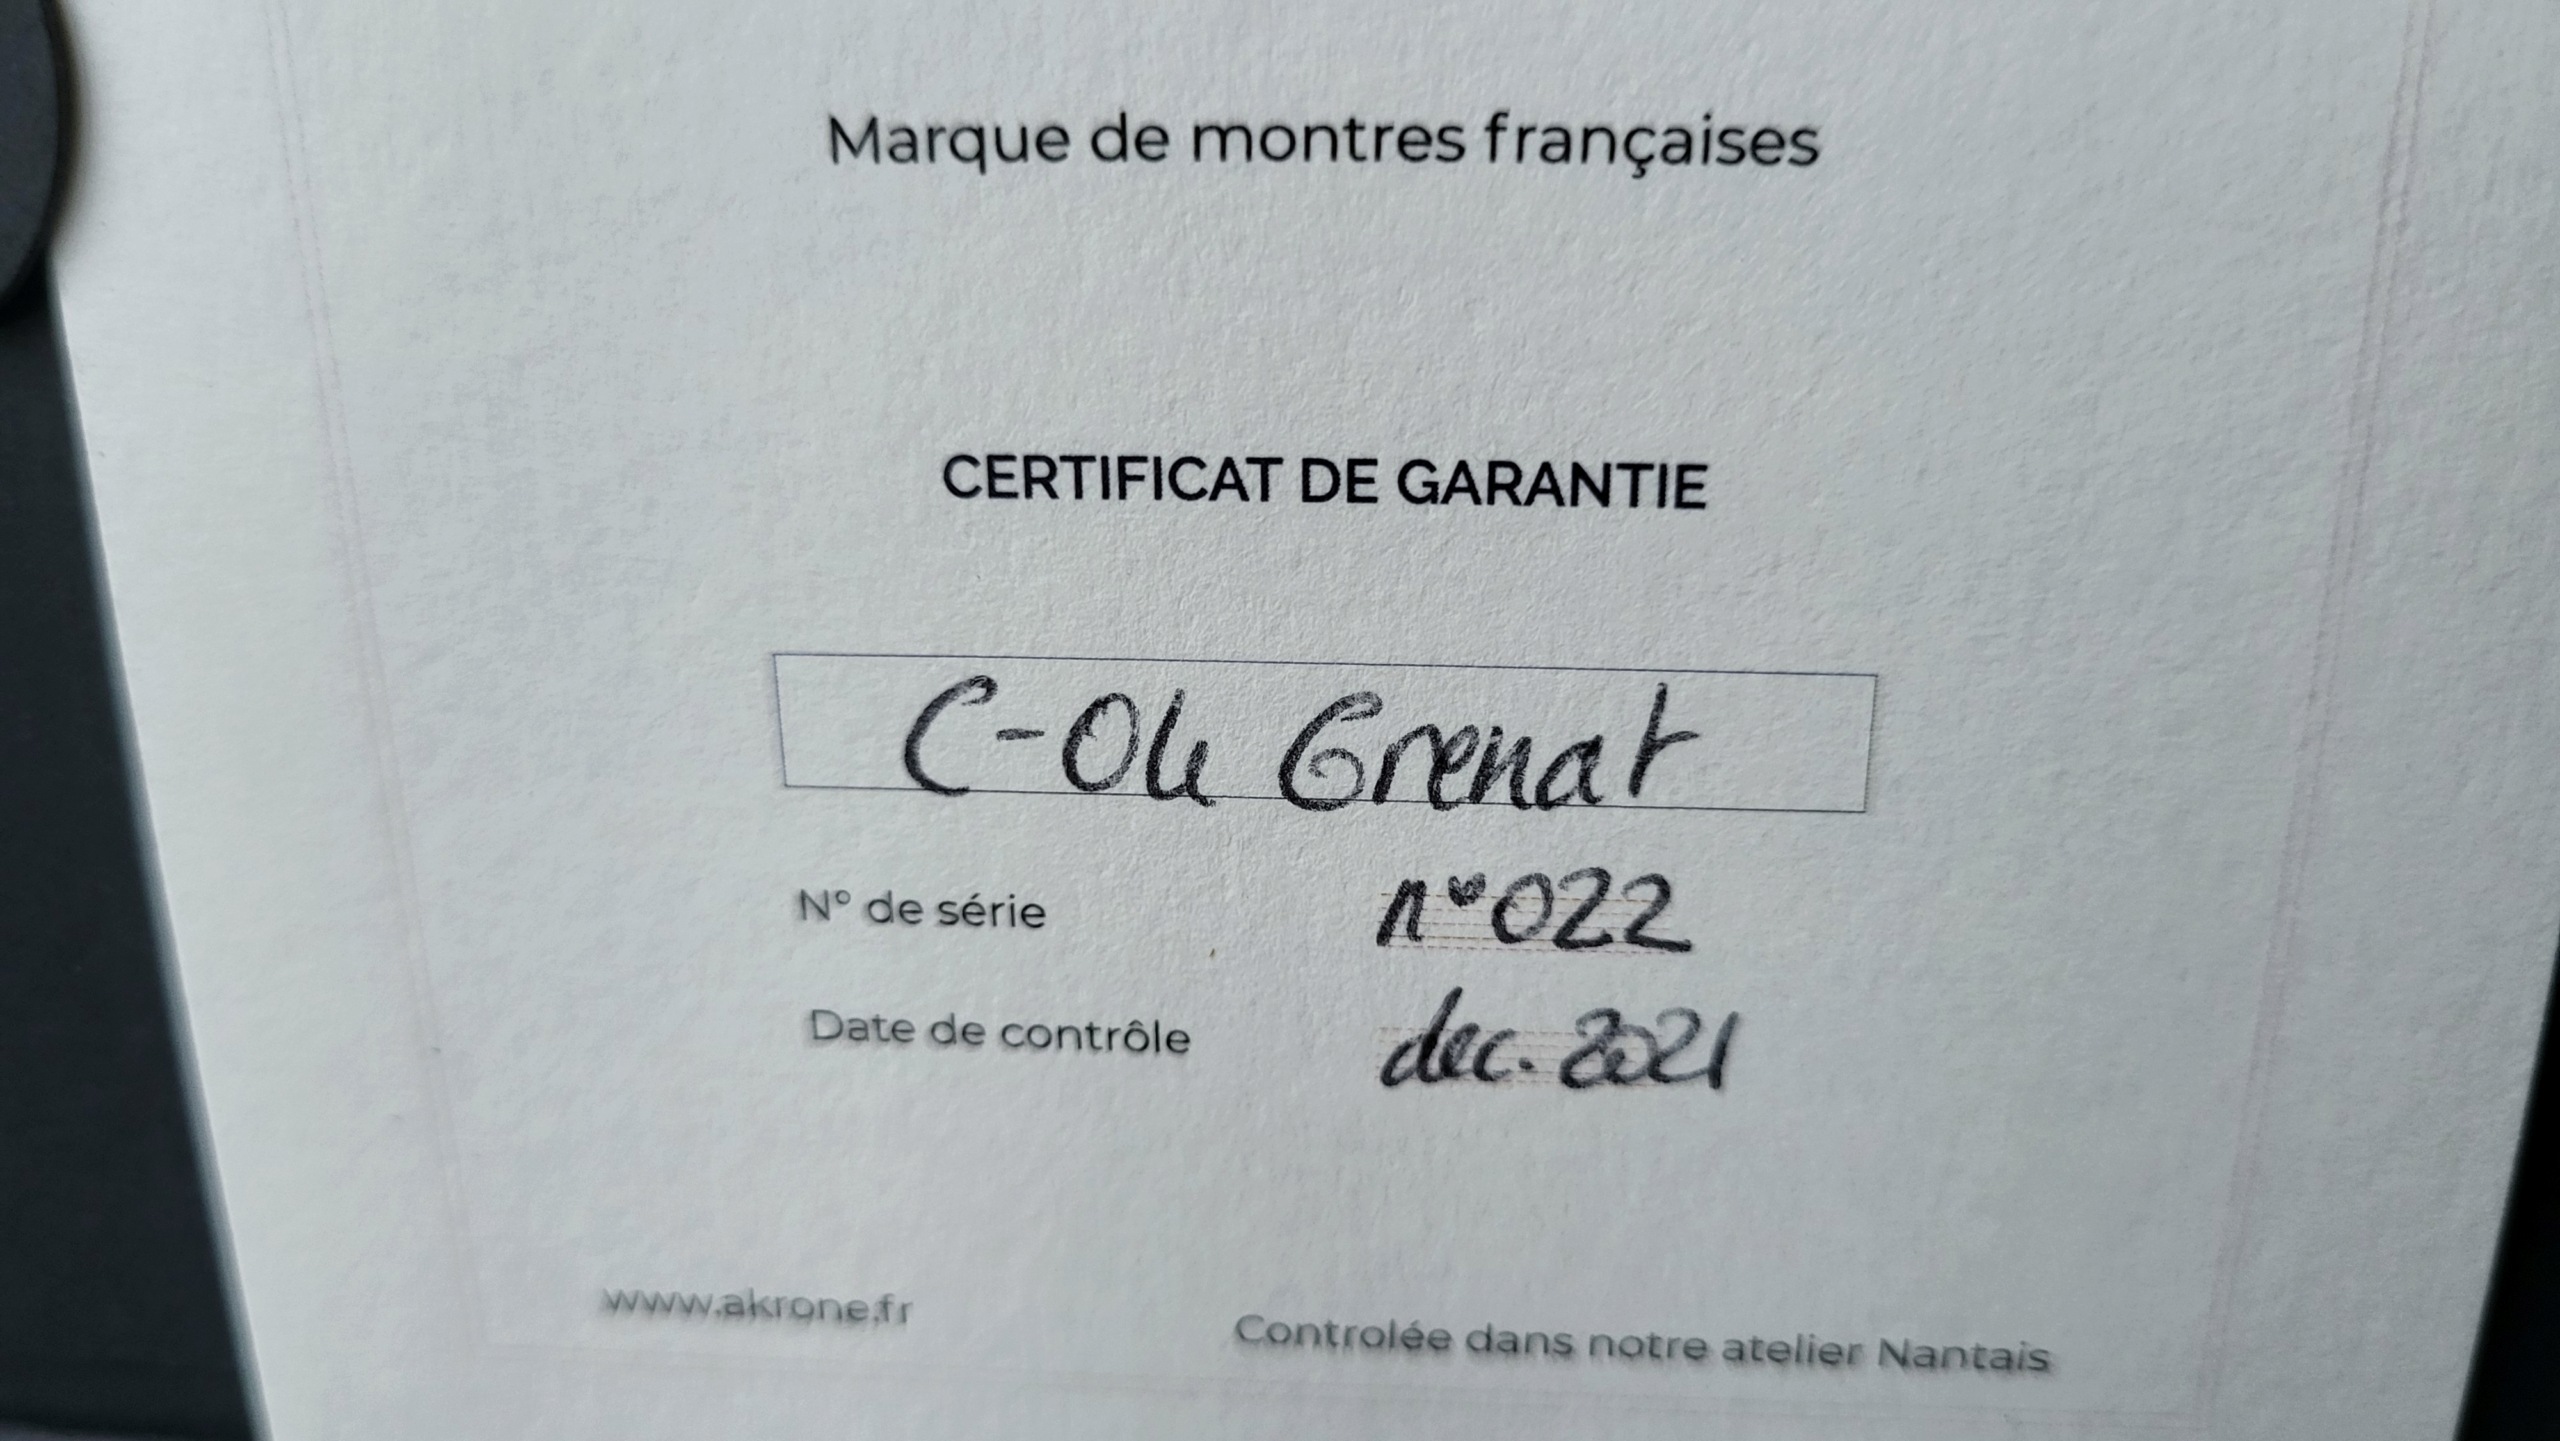 Marque de montres françaises
CERTIFICAT DE GARANTIE
C-04 Grenat
N° de série n°022
Date de contrôle dec. 2021
www.akrone.fr Controlée dans notre atelier Nantais